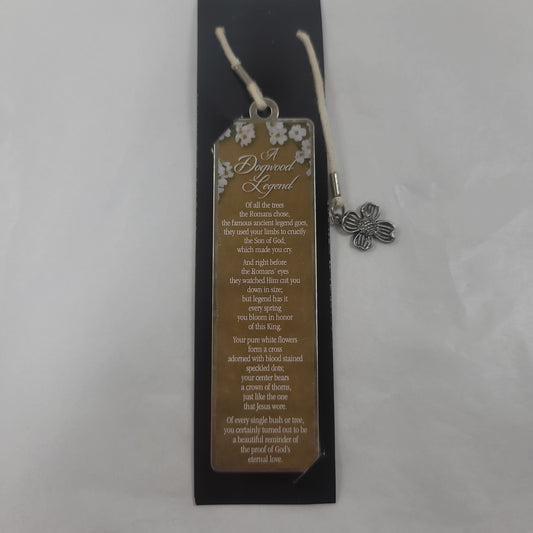 A
Dogwood
Legend
Of all the trees
the Romans chose,
the famous ancient legend goes,
they used your limbs to crucify
the Son of God,
which made you cry.
And right before
the Romans' eyes
they watched Him cut you
down in size;
but legend has it
every spring
you bloom in honor
of this King.
Your pure white flowers
form a cross
adorned with blood stained
speckled dots;
your center bears
a crown of thorns,
just like the one
that Jesus wore.
Of every single bush or tree,
you certainly turned out to be
a beautiful reminder of
the proof of God's
eternal love.